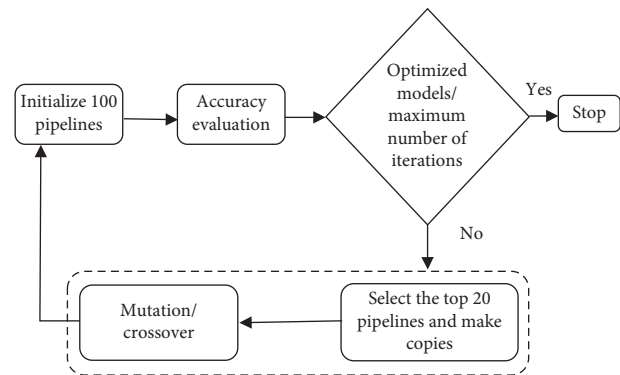 Initialize 100
pipelines
Accuracy
evaluation
Optimized
models/
maximum
number of
iterations
Yes
Stop
No
Select the top 20
pipelines and make
copies
Mutation/
crossover